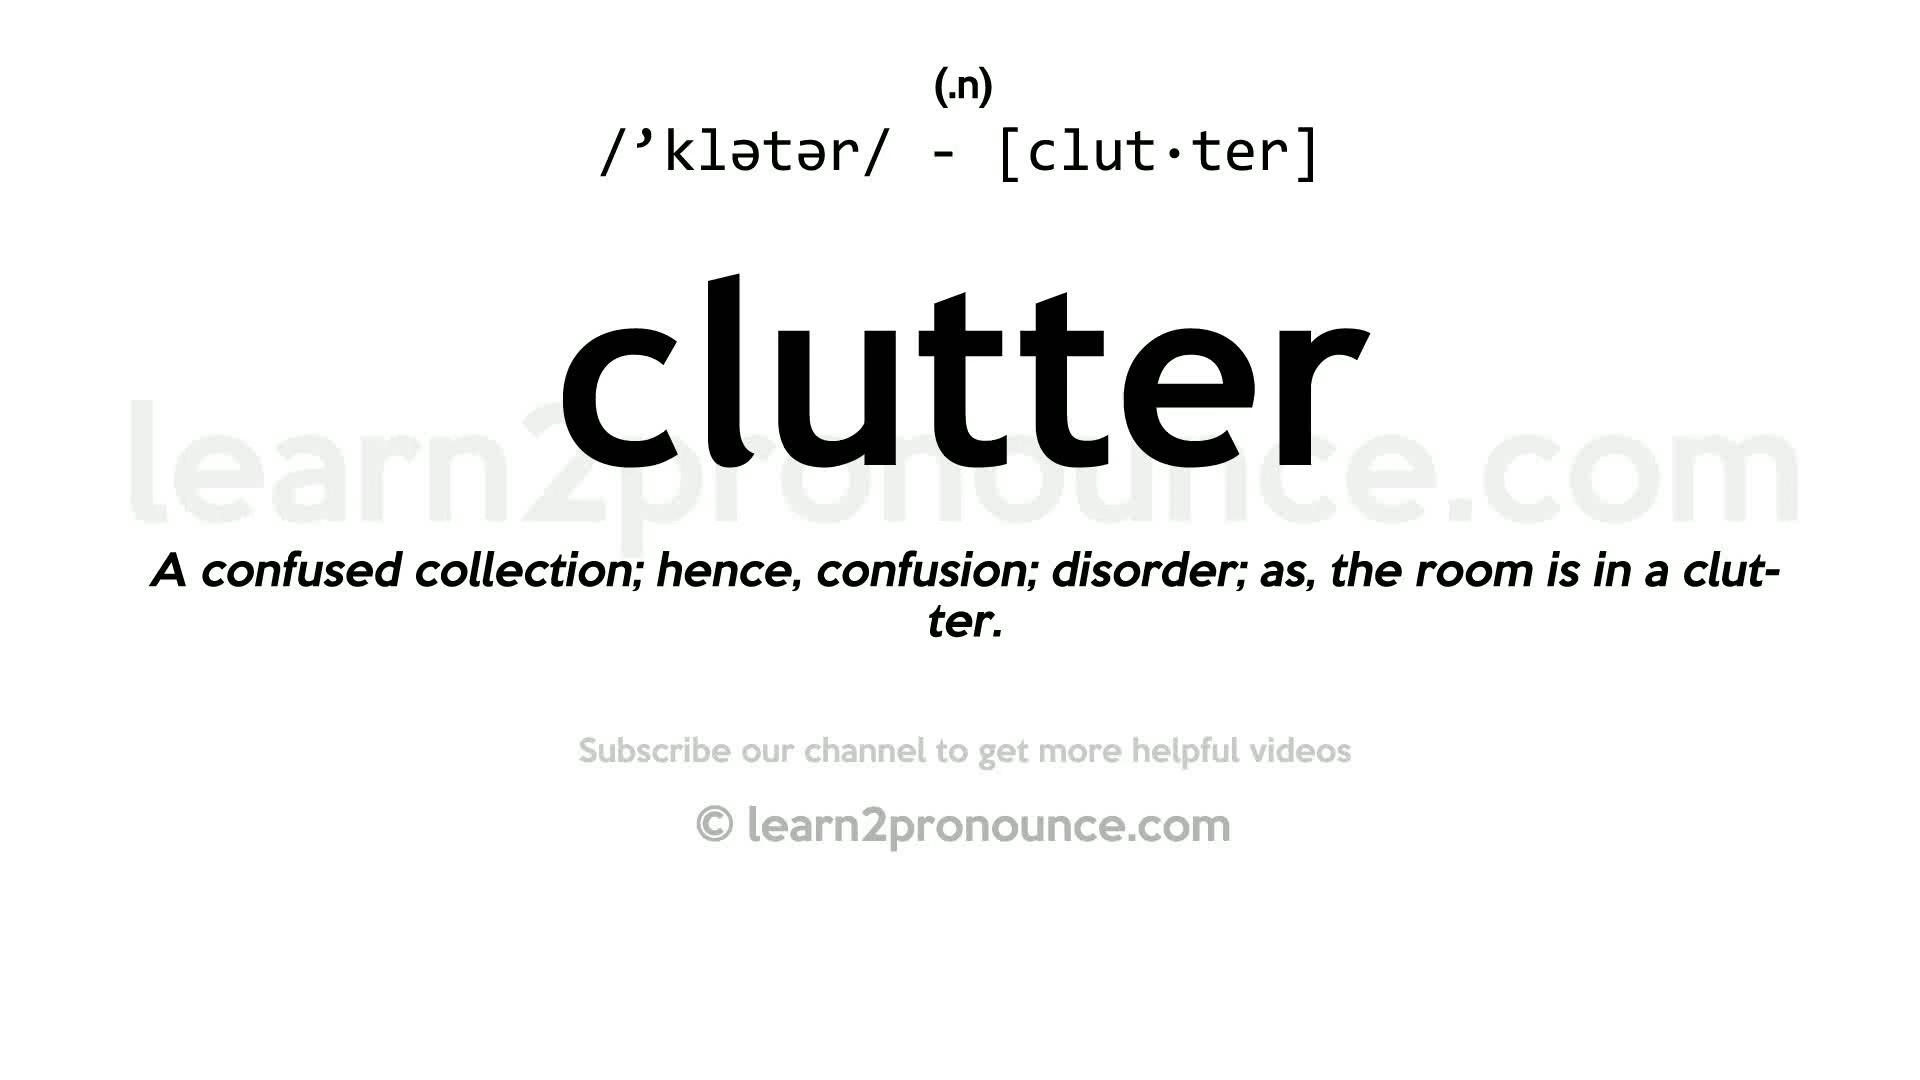 (.n)
/’klətər/ - [clut·ter]
clutter
learn2pronounce.com
A confused collection; hence, confusion; disorder; as, the room is in a clut-
ter.
Subscribe our channel to get more helpful videos
© learn2pronounce.com